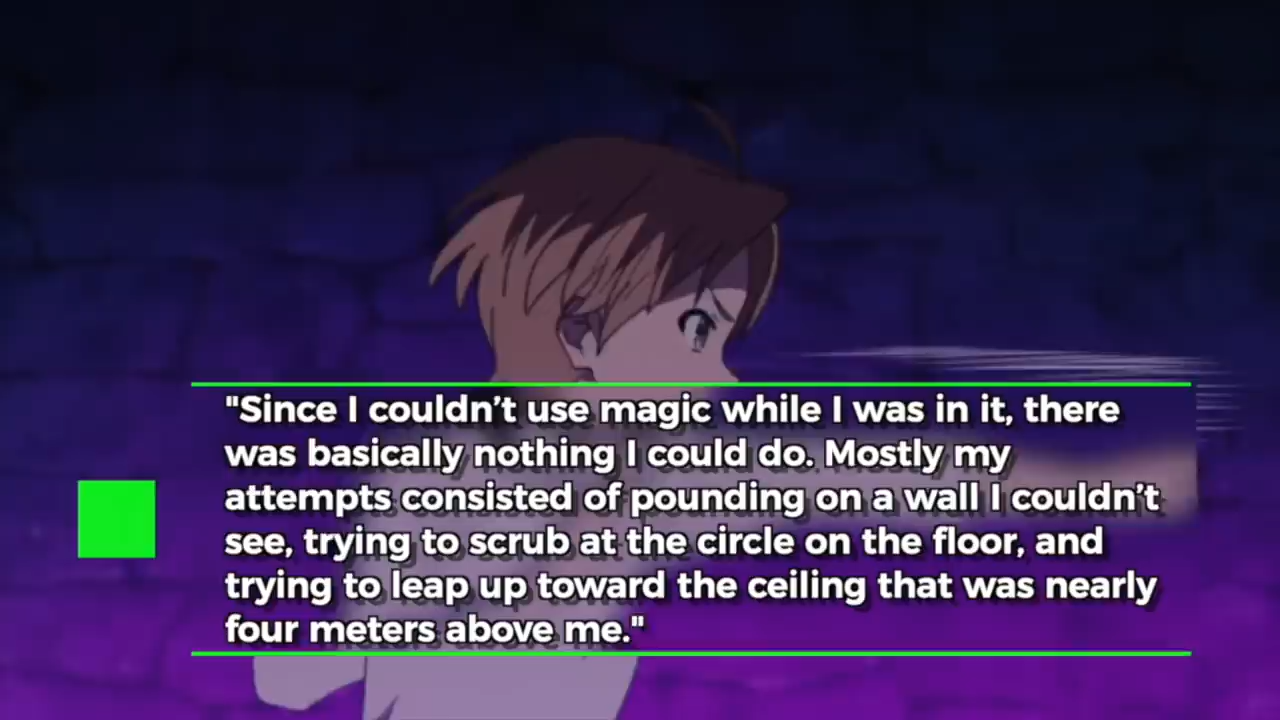 "Since I couldn’t use magic while I was in it, there
was basically nothing I could do. Mostly my
attempts consisted of pounding on a wall I couldn’t
see, trying to scrub at the circle on the floor, and
trying to leap up toward the ceiling that was nearly
four meters above me."